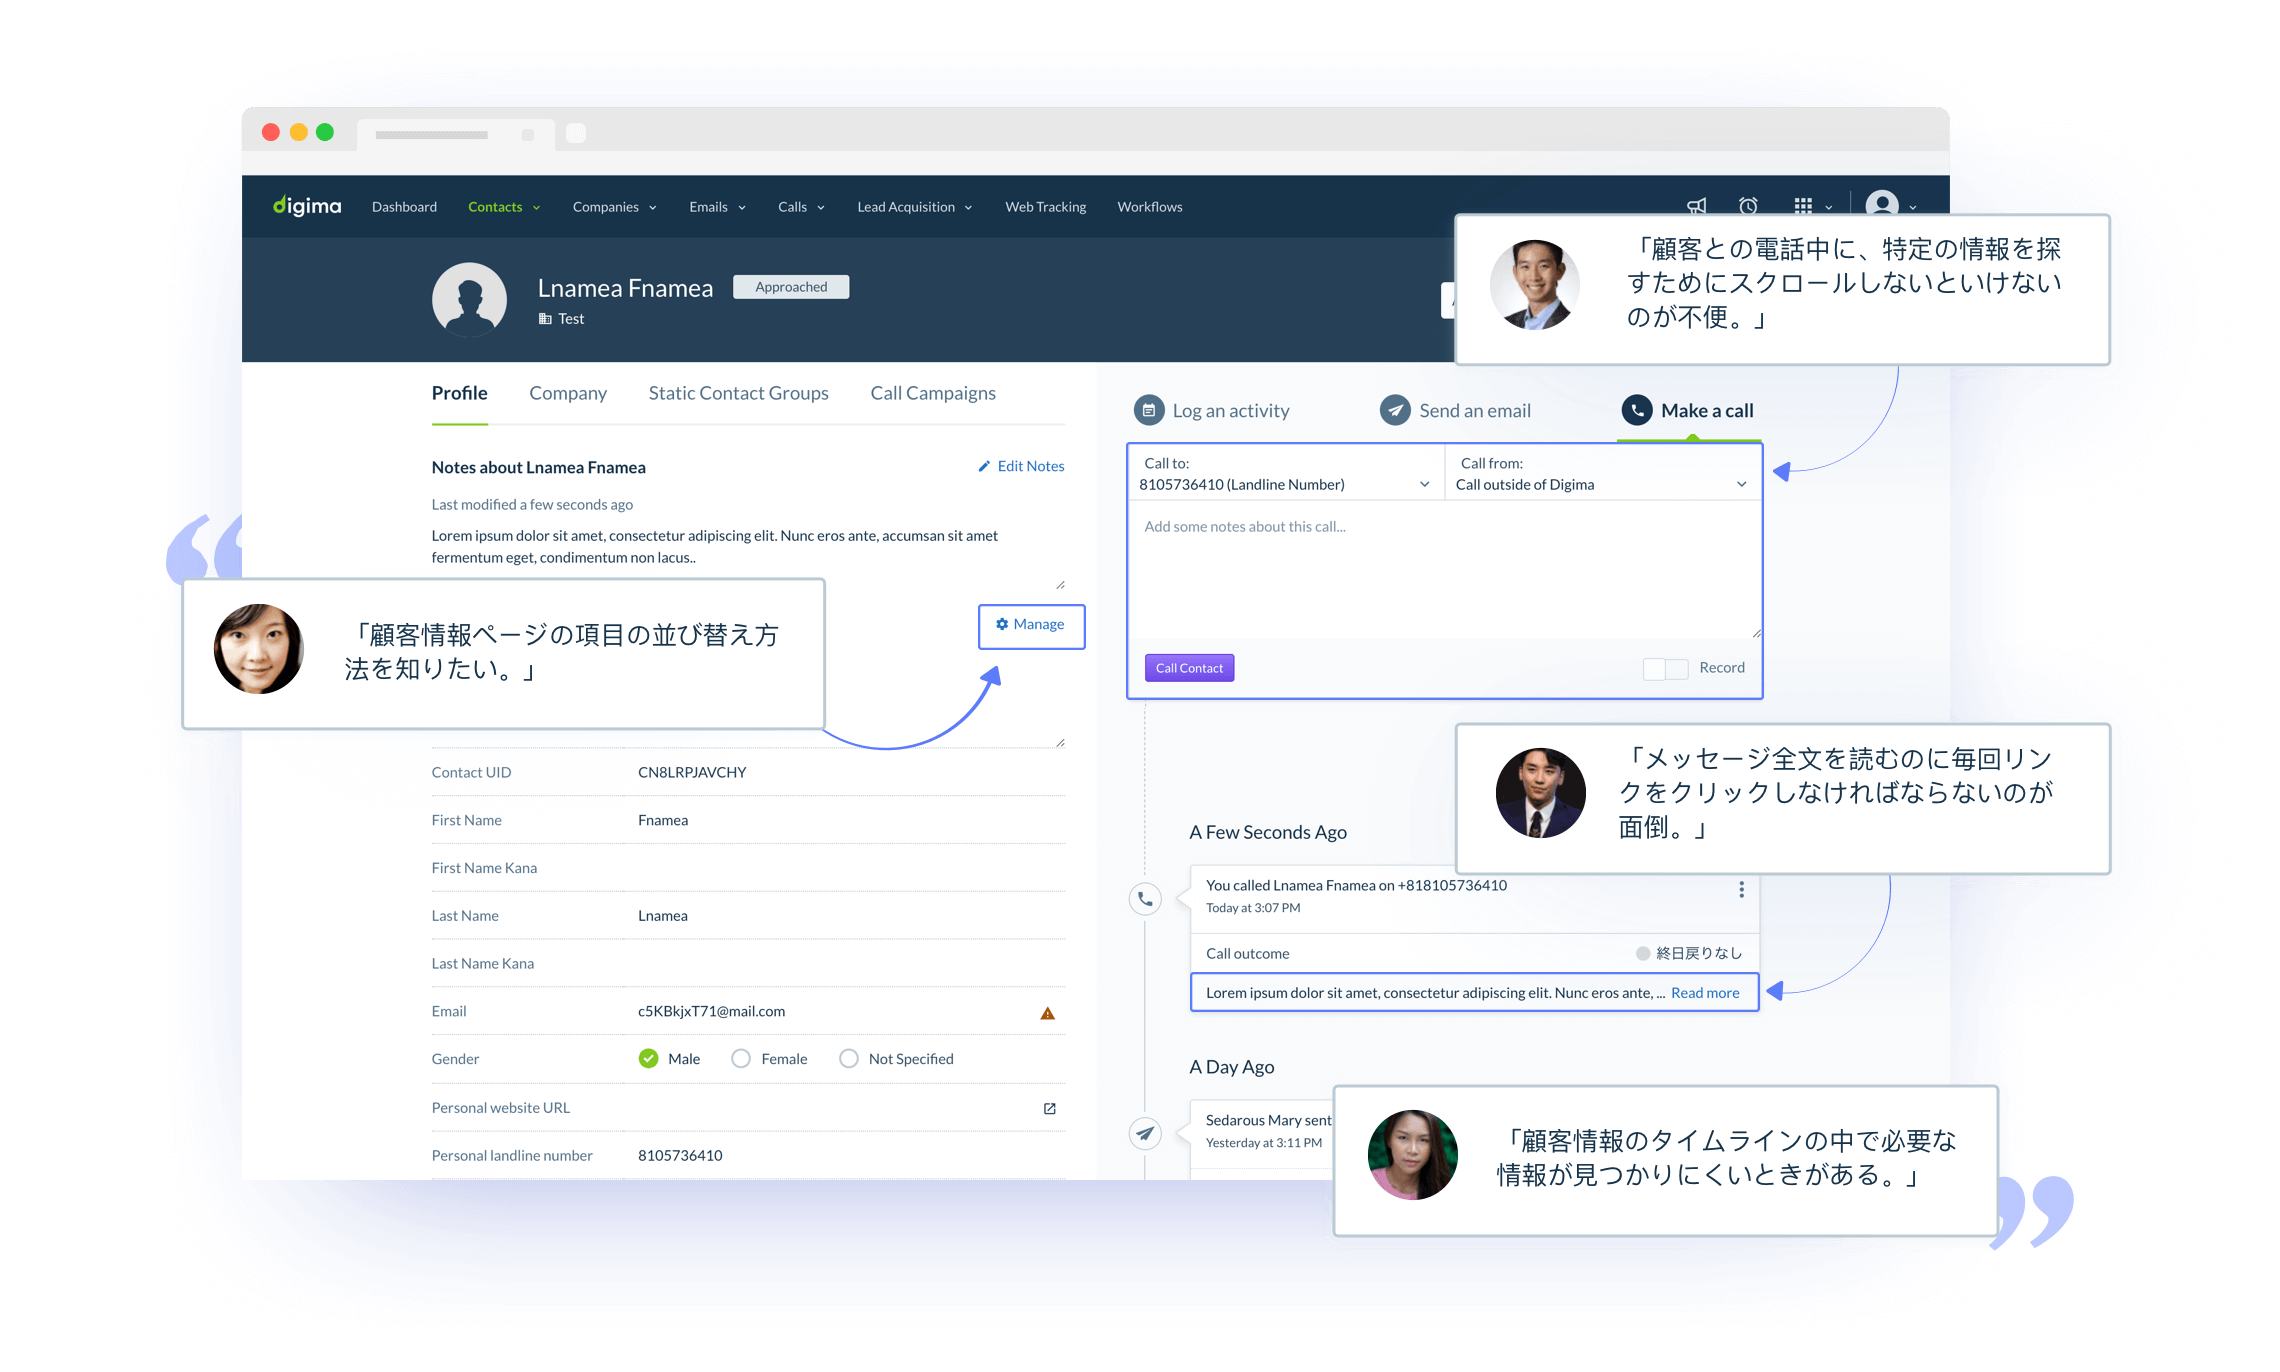 digima
Dashboard
Contacts
Companies
Emails
Calls
Lead Acquisition
Web Tracking
Workflows
Lnamea Fnamea
Approached
Test
「顧客との電話中に、特定の情報を探
すためにスクロールしないといけない
のが不便。」
Profile
Company
Static Contact Groups
Call Campaigns
Notes about Lnamea Fnamea
Edit Notes
Last modified a few seconds ago
Lorem ipsum dolor sit amet, consectetur adipiscing elit. Nunc eros ante, accumsan sit amet
fermentum eget, condimentum non lacus..
「顧客情報ページの項目の並び替え方
法を知りたい。」
Manage
Contact UID
CN8LRPJAVCHY
First Name
Fnamea
First Name Kana
Last Name
Lnamea
Last Name Kana
Email
c5KBkjxT71@mail.com
Gender
Male
Female
Not Specified
Personal website URL
Personal landline number
8105736410
Log an activity
Send an email
Make a call
Call to:
8105736410 (Landline Number)
Call from:
Call outside of Digima
Add some notes about this call...
Call Contact
Record
「メッセージ全文を読むのに毎回リン
クをクリックしなければならないのが
面倒。」
A Few Seconds Ago
You called Lnamea Fnamea on +818105736410
Today at 3:07 PM
Call outcome
終日戻りなし
Lorem ipsum dolor sit amet, consectetur adipiscing elit. Nunc eros ante, ... Read more
A Day Ago
Sedarous Mary sent
Yesterday at 3:11 PM
「顧客情報のタイムラインの中で必要な
情報が見つかりにくいときがある。」